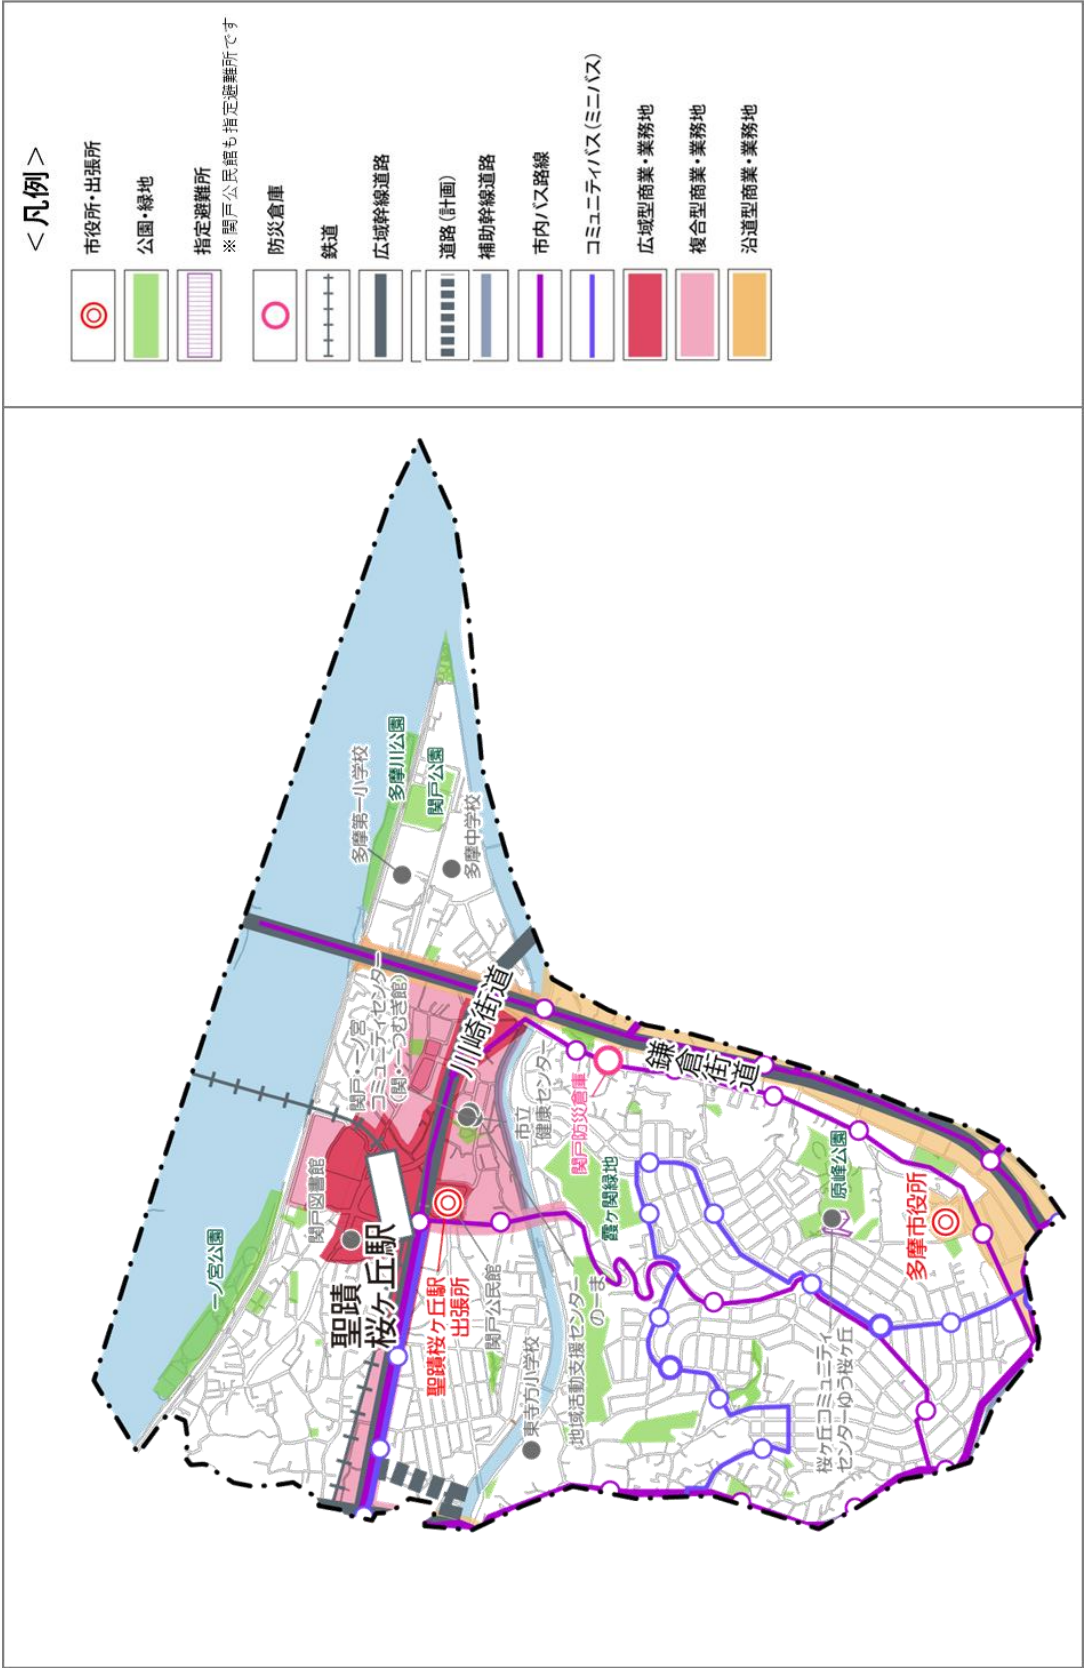 ＜凡例＞
市役所・出張所
公園・緑地
指定避難所
※ 関戸公民館も指定避難所です
防災倉庫
鉄道
広域幹線道路
道路（計画）
補助幹線道路
市内バス路線
コミュニティバス（ミニバス）
広域型商業・業務地
複合型商業・業務地
沿道型商業・業務地
一ノ宮公園
関戸図書館
聖蹟
桜ヶ丘駅
関戸・一ノ宮
コミュニティセンター
（関・一つむぎ館）
多摩第一小学校
多摩川公園
関戸公園
多摩中学校
川崎街道
聖蹟桜ヶ丘駅
出張所
関戸公民館
市立
健康センター
東寺方小学校
地域活動支援センター
のーま
関戸防災倉庫
霞ヶ関緑地
鎌倉
街道
原峰公園
桜ヶ丘コミュニティ
センターゆう桜ヶ丘
多摩市役所